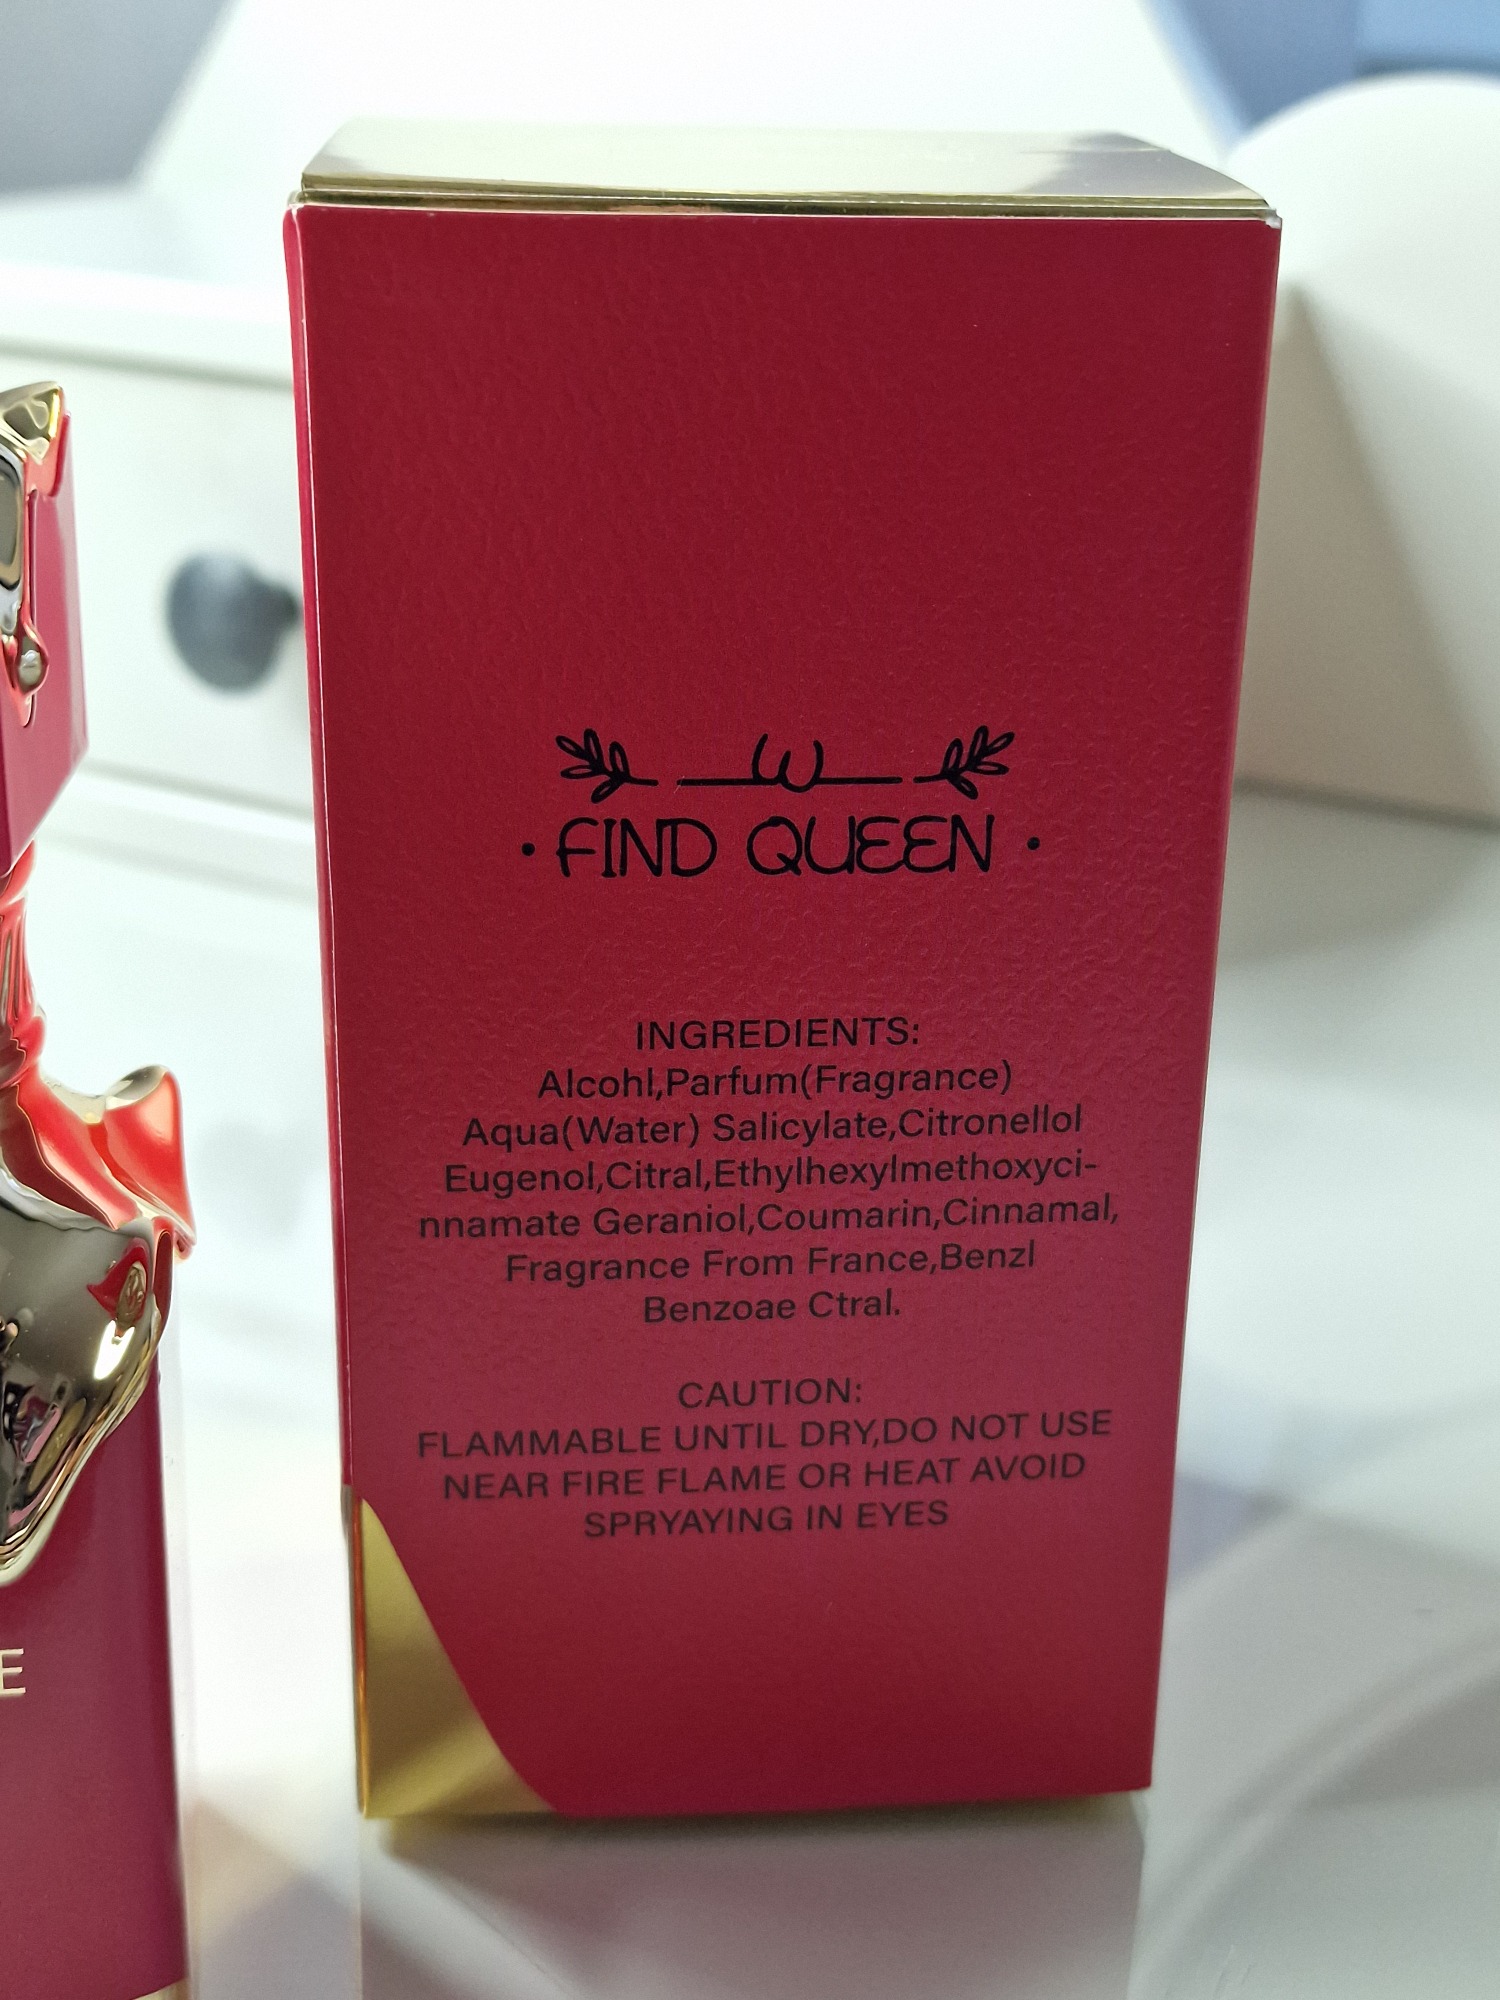 W
· FIND QUEEN ·
INGREDIENTS:
Alcohl,Parfum(Fragrance)
Aqua(Water) Salicylate,Citronellol
Eugenol,Citral,Ethylhexylmethoxyci-
nnamate Geraniol,Coumarin,Cinnamal,
Fragrance From France,Benzl
Benzoae Ctral.
CAUTION:
FLAMMABLE UNTIL DRY,DO NOT USE
NEAR FIRE FLAME OR HEAT AVOID
SPRYAYING IN EYES
E